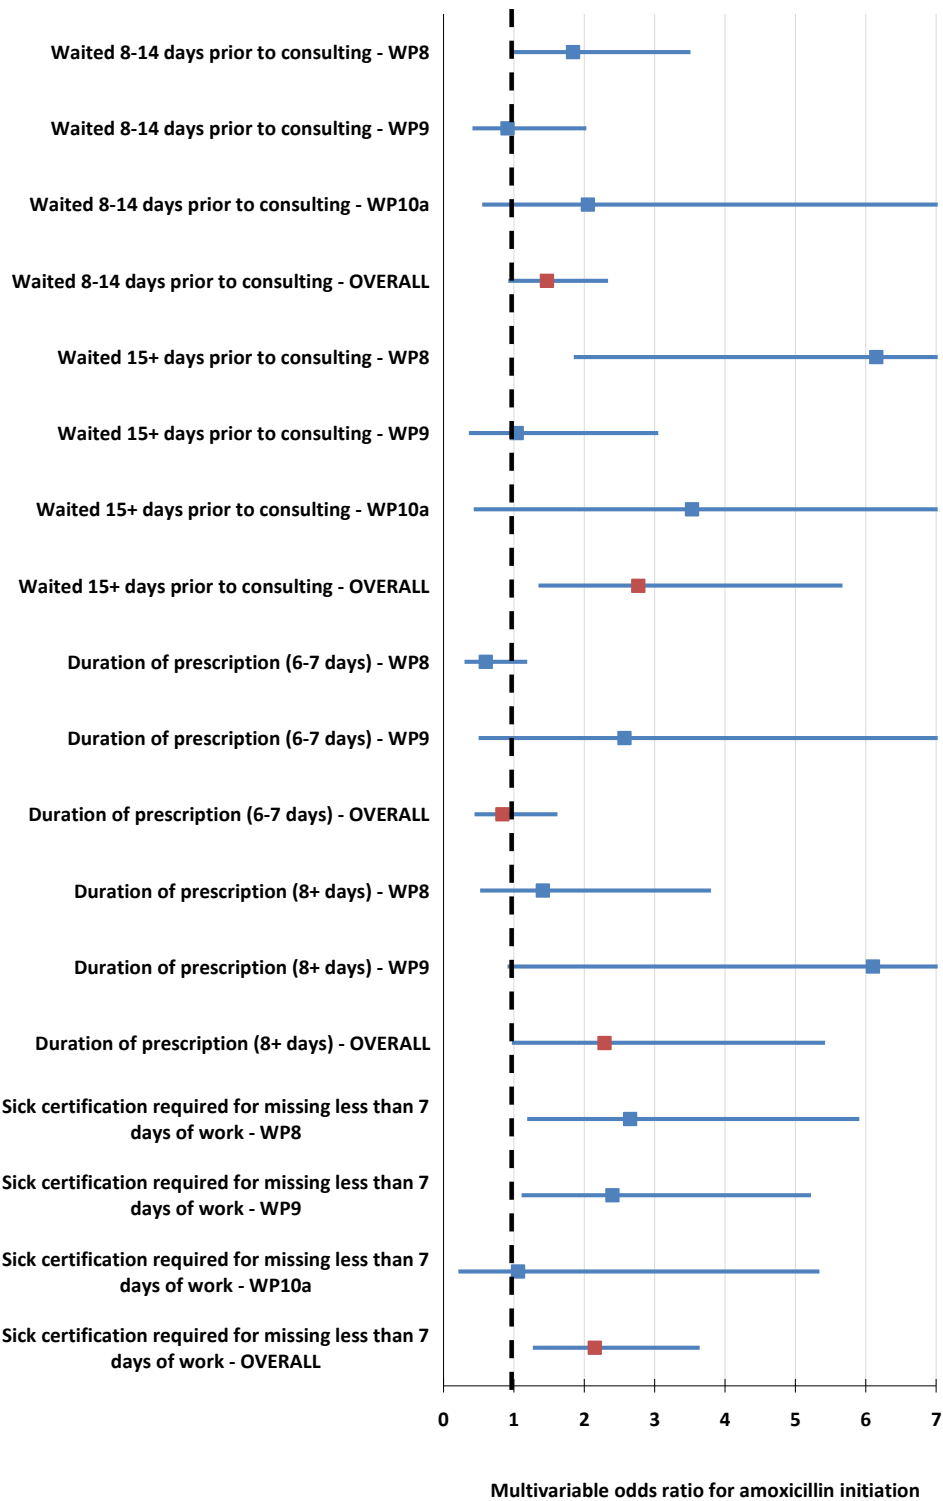 Waited 8-14 days prior to consulting - WP8
Waited 8-14 days prior to consulting - WP9
Waited 8-14 days prior to consulting - WP10a
Waited 8-14 days prior to consulting - OVERALL
Waited 15+ days prior to consulting - WP8
Waited 15+ days prior to consulting - WP9
Waited 15+ days prior to consulting - WP10a
Waited 15+ days prior to consulting - OVERALL
Duration of prescription (6-7 days) - WP8
Duration of prescription (6-7 days) - WP9
Duration of prescription (6-7 days) - OVERALL
Duration of prescription (8+ days) - WP8
Duration of prescription (8+ days) - WP9
Duration of prescription (8+ days) - OVERALL
Sick certification required for missing less than 7
days of work - WP8
Sick certification required for missing less than 7
days of work - WP9
Sick certification required for missing less than 7
days of work - WP10a
Sick certification required for missing less than 7
days of work - OVERALL
0 1 2 3 4 5 6 7
Multivariable odds ratio for amoxicillin initiation